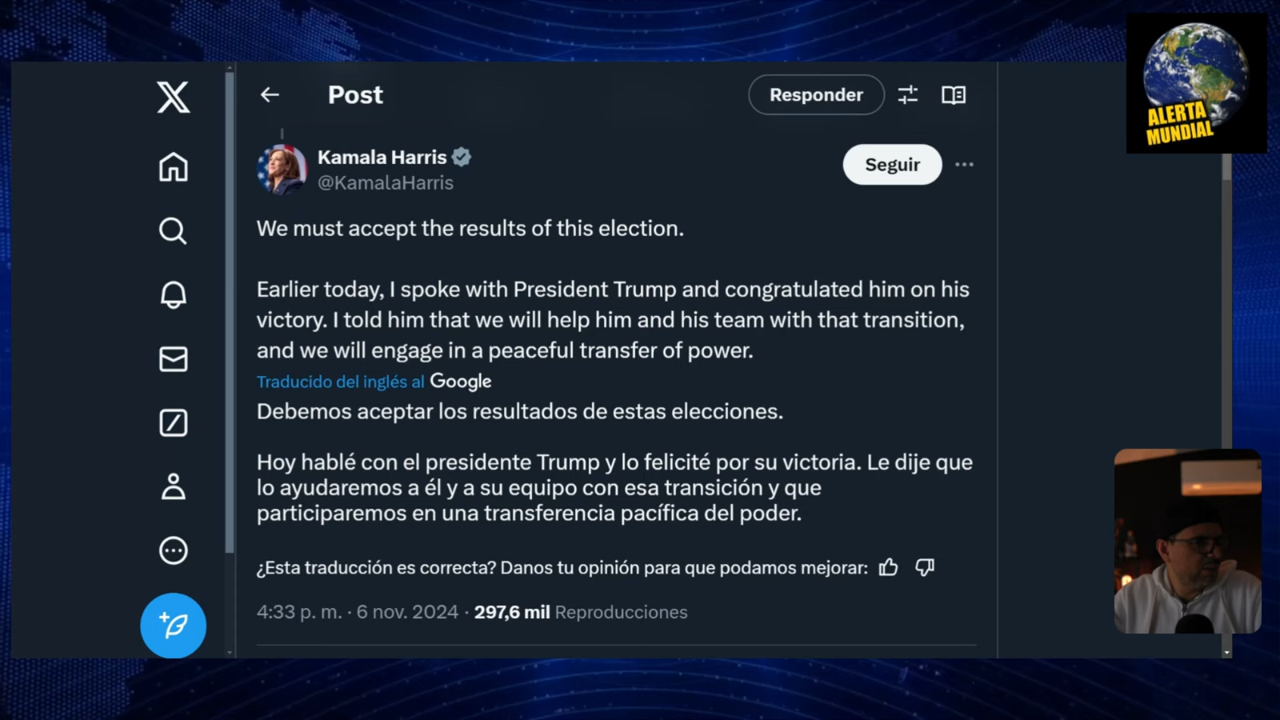 Post
Responder
ALERTA
MUNDIAL
Kamala Harris
@KamalaHarris
Seguir
We must accept the results of this election.
Earlier today, I spoke with President Trump and congratulated him on his
victory. I told him that we will help him and his team with that transition,
and we will engage in a peaceful transfer of power.
Traducido del inglés al Google
Debemos aceptar los resultados de estas elecciones.
Hoy hablé con el presidente Trump y lo felicité por su victoria. Le dije que
lo ayudaremos a él y a su equipo con esa transición y que
participaremos en una transferencia pacífica del poder.
¿Esta traducción es correcta? Danos tu opinión para que podamos mejorar:
4:33 p. m. · 6 nov. 2024 · 297,6 mil Reproducciones